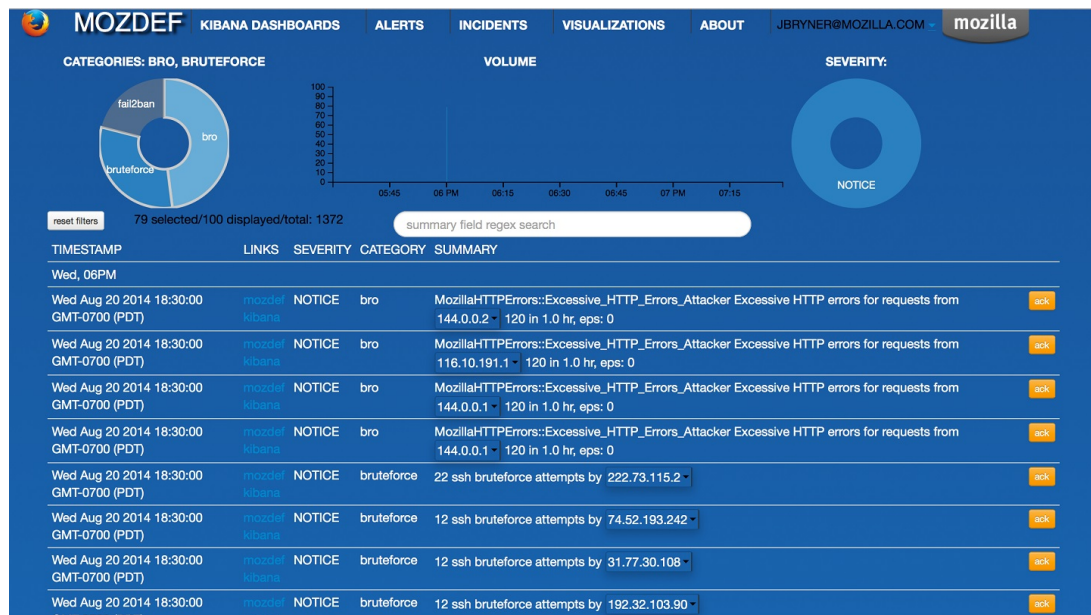 MOZDEF KIBANA DASHBOARDS ALERTS INCIDENTS VISUALIZATIONS ABOUT JBRYNER@MOZILLA.COM mozilla
CATEGORIES: BRO, BRUTEFORCE VOLUME SEVERITY:
fail2ban
bro
bruteforce
100
90
80
70
60
50
40
30
20
10
0
05:45 06 PM 06:15 06:30 06:45 07 PM 07:15
NOTICE
reset filters 79 selected/100 displayed/total: 1372 summary field regex search
TIMESTAMP LINKS SEVERITY CATEGORY SUMMARY
Wed, 06PM
Wed Aug 20 2014 18:30:00 mozdef NOTICE bro MozillaHTTPErrors::Excessive_HTTP_Errors_Attacker Excessive HTTP errors for requests from ack
GMT-0700 (PDT) kibana 144.0.0.2 120 in 1.0 hr, eps: 0
Wed Aug 20 2014 18:30:00 mozdef NOTICE bro MozillaHTTPErrors::Excessive_HTTP_Errors_Attacker Excessive HTTP errors for requests from ack
GMT-0700 (PDT) kibana 116.10.191.1 120 in 1.0 hr, eps: 0
Wed Aug 20 2014 18:30:00 mozdef NOTICE bro MozillaHTTPErrors::Excessive_HTTP_Errors_Attacker Excessive HTTP errors for requests from ack
GMT-0700 (PDT) kibana 144.0.0.1 120 in 1.0 hr, eps: 0
Wed Aug 20 2014 18:30:00 mozdef NOTICE bro MozillaHTTPErrors::Excessive_HTTP_Errors_Attacker Excessive HTTP errors for requests from ack
GMT-0700 (PDT) kibana 144.0.0.1 120 in 1.0 hr, eps: 0
Wed Aug 20 2014 18:30:00 mozdef NOTICE bruteforce 22 ssh bruteforce attempts by 222.73.115.2 ack
GMT-0700 (PDT) kibana
Wed Aug 20 2014 18:30:00 mozdef NOTICE bruteforce 12 ssh bruteforce attempts by 74.52.193.242 ack
GMT-0700 (PDT) kibana
Wed Aug 20 2014 18:30:00 mozdef NOTICE bruteforce 12 ssh bruteforce attempts by 31.77.30.108 ack
GMT-0700 (PDT) kibana
Wed Aug 20 2014 18:30:00 mozdef NOTICE bruteforce 12 ssh bruteforce attempts by 192.32.103.90 ack